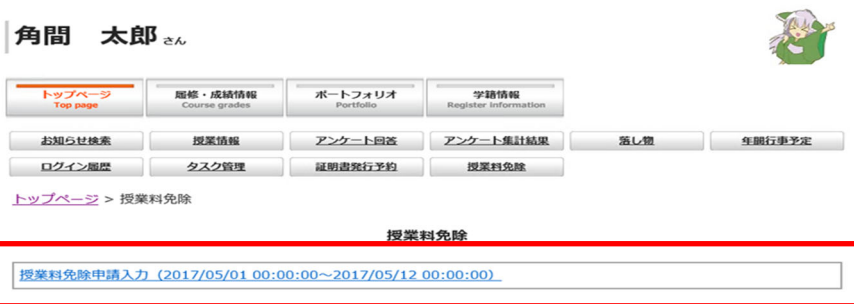 角間　太郎 さん
トップページ 履修・成績情報 ポートフォリオ 学籍情報
Top page Course grades Portfolio Register Information
お知らせ検索 授業情報 アンケート回答 アンケート集計結果 落し物 年間行事予定
ログイン履歴 タスク管理 証明書発行予約 授業料免除
トップページ > 授業料免除
授業料免除
授業料免除申請入力（2017/05/01 00:00:00～2017/05/12 00:00:00）